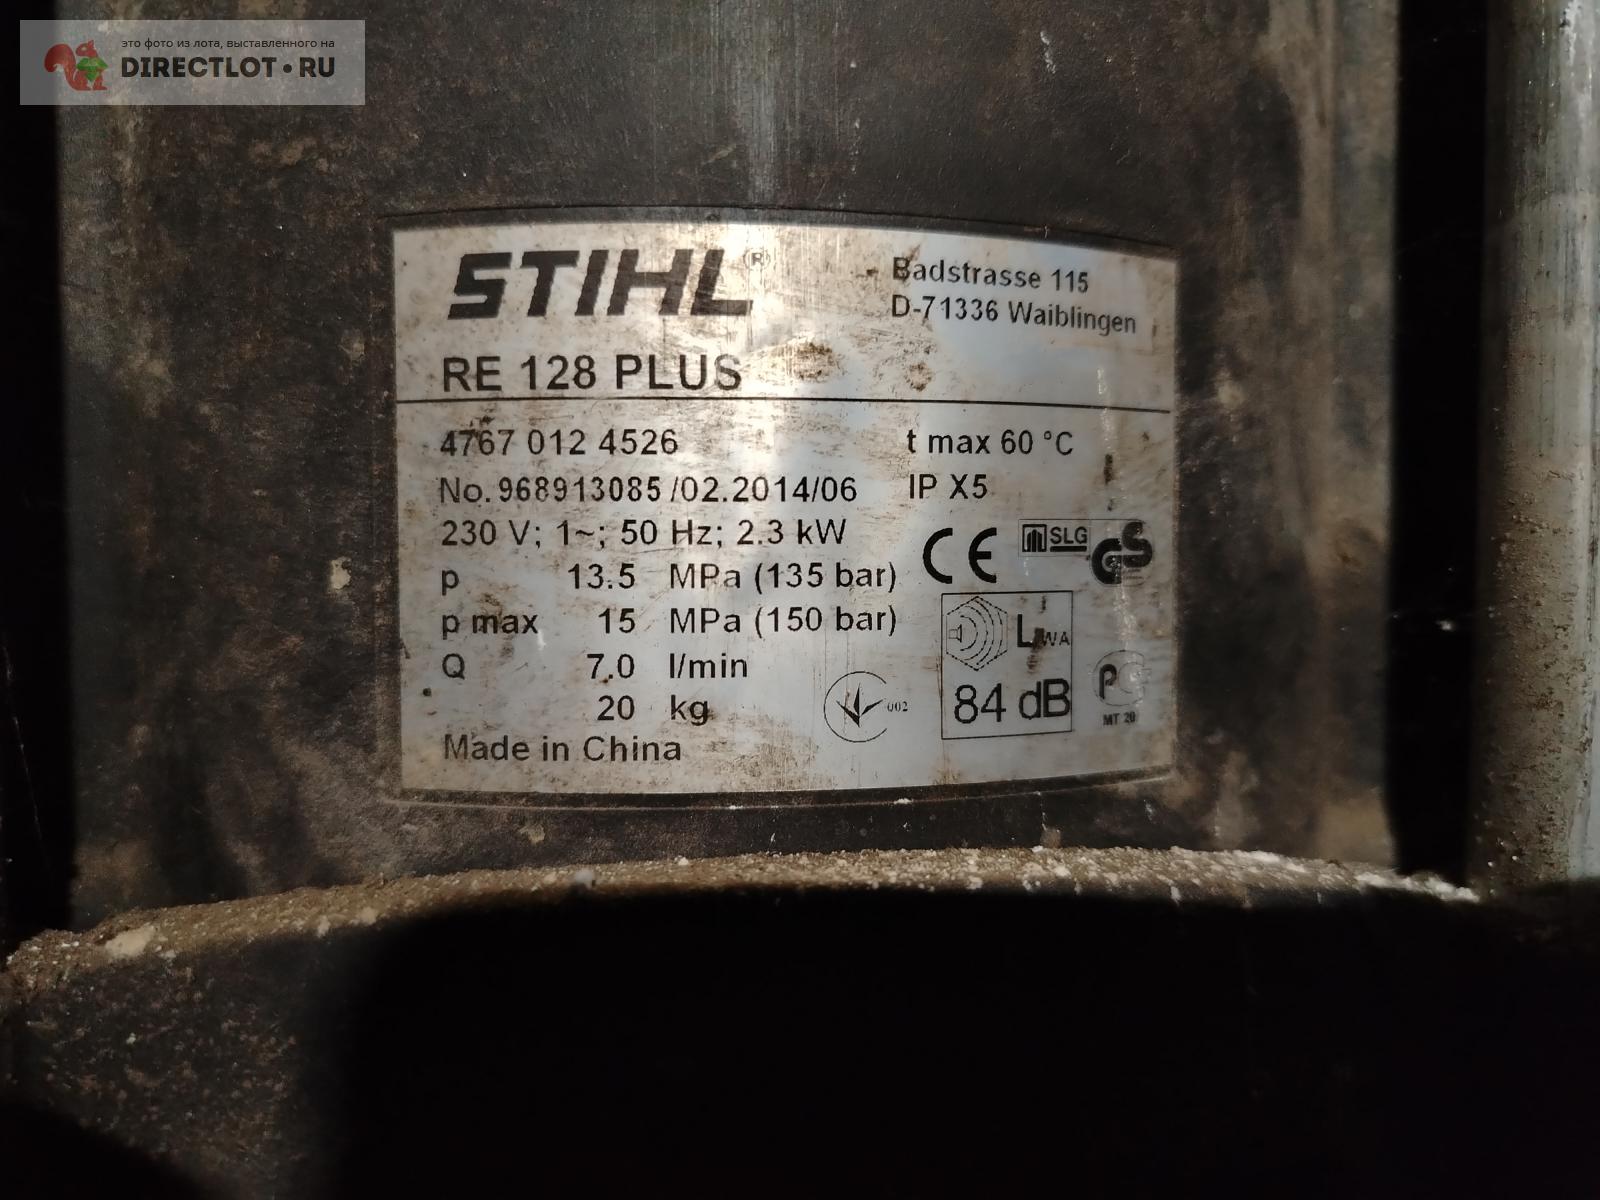 это фото из лота, выставленного на
DIRECTLOT•RU
STIHL®
Badstrasse 115
D-71336 Waiblingen
RE 128 PLUS
4767 012 4526
t max 60 °C
No. 968913085 /02.2014/06
IP X5
230 V; 1~; 50 Hz; 2.3 kW
CE
SLG
GS
p 13.5 MPa (135 bar)
p max 15 MPa (150 bar)
LWA
Q 7.0 l/min
20 kg
002
84 dB
PG
MT 20
Made in China